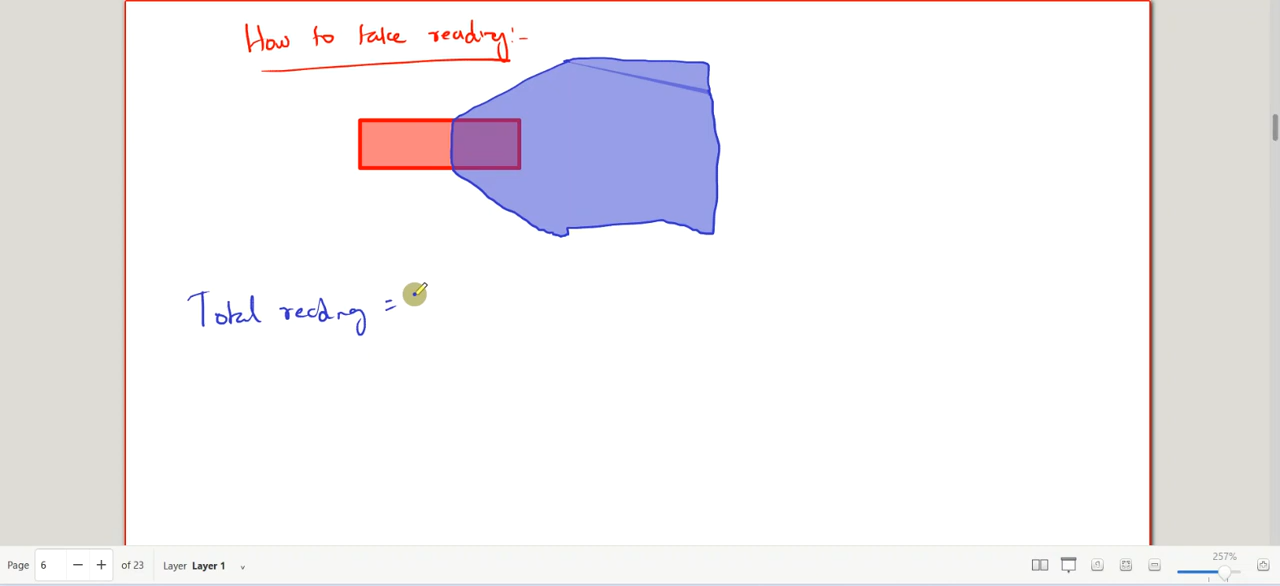 How to take reading:-
Total reading =
Page 6 of 23 Layer Layer 1 257%